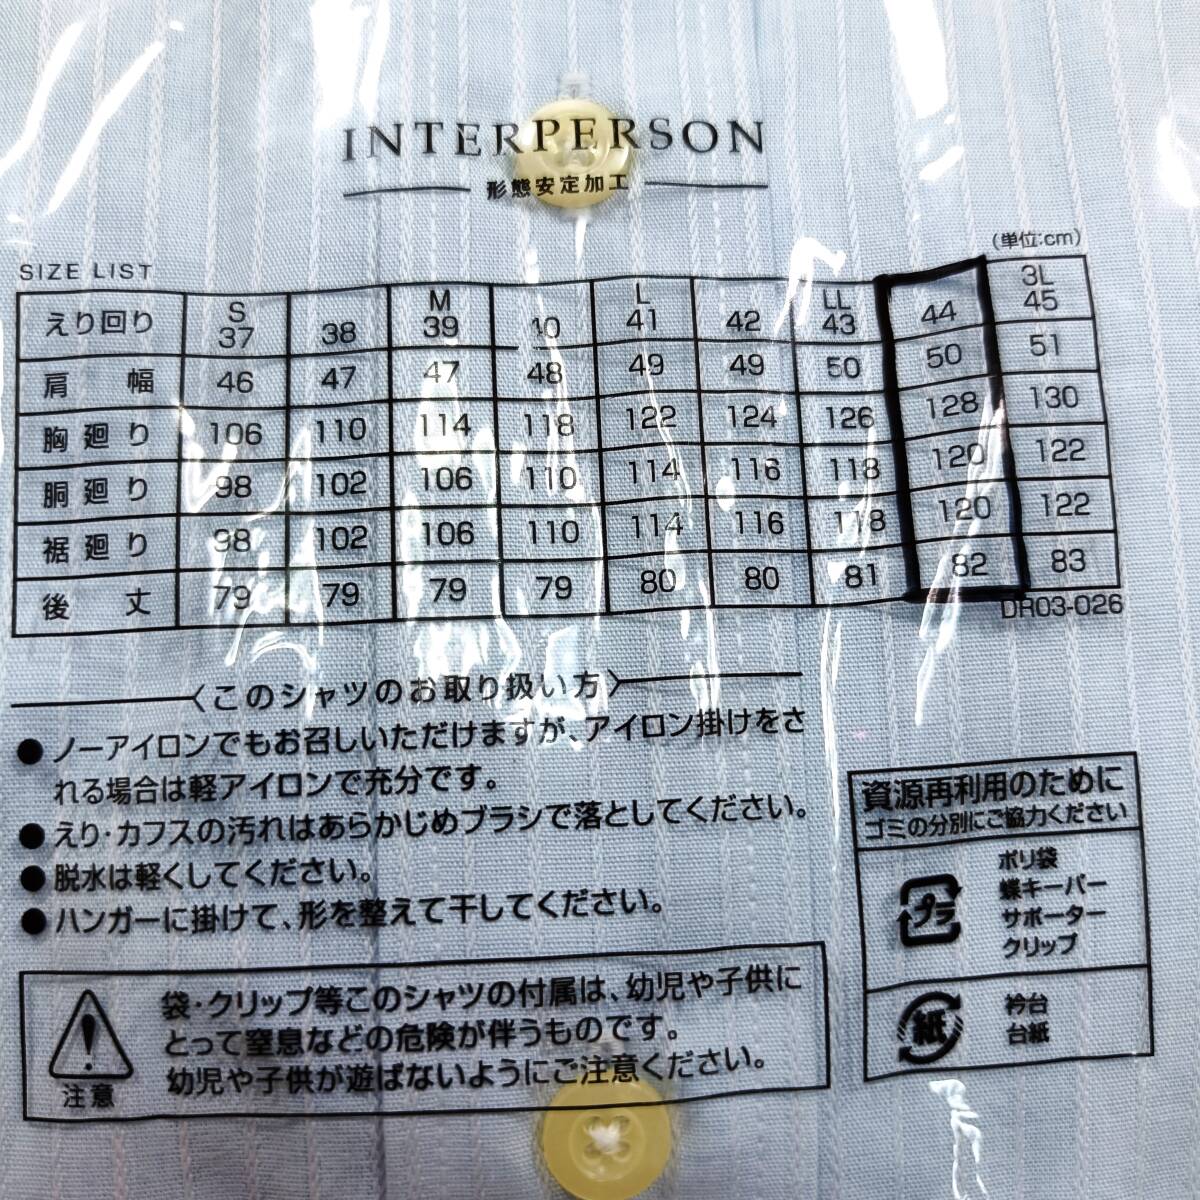 INTERPERSON
形態安定加工
(単位:cm)
SIZE LIST
えり回り S 37 38 M 39 40 L 41 42 LL 43 44 3L 45
肩幅 46 47 47 48 49 49 50 50 51
胸廻り 106 110 114 118 122 124 126 128 130
胴廻り 98 102 106 110 114 116 118 120 122
裾廻り 98 102 106 110 114 116 118 120 122
後丈 79 79 79 79 80 80 81 82 83
DR03-026
〈このシャツのお取り扱い方〉
●ノーアイロンでもお召しいただけますが、アイロン掛けをさ
れる場合は軽アイロンで充分です。
●えり・カフスの汚れはあらかじめブラシで落としてください。
●脱水は軽くしてください。
●ハンガーに掛けて、形を整えて干してください。
注意
袋・クリップ等このシャツの付属は、幼児や子供に
とって窒息などの危険が伴うものです。
幼児や子供が遊ばないようにご注意ください。
資源再利用のために
ゴミの分別にご協力ください
プラ
ポリ袋
蝶キーパー
サポーター
クリップ
紙
衿台
台紙